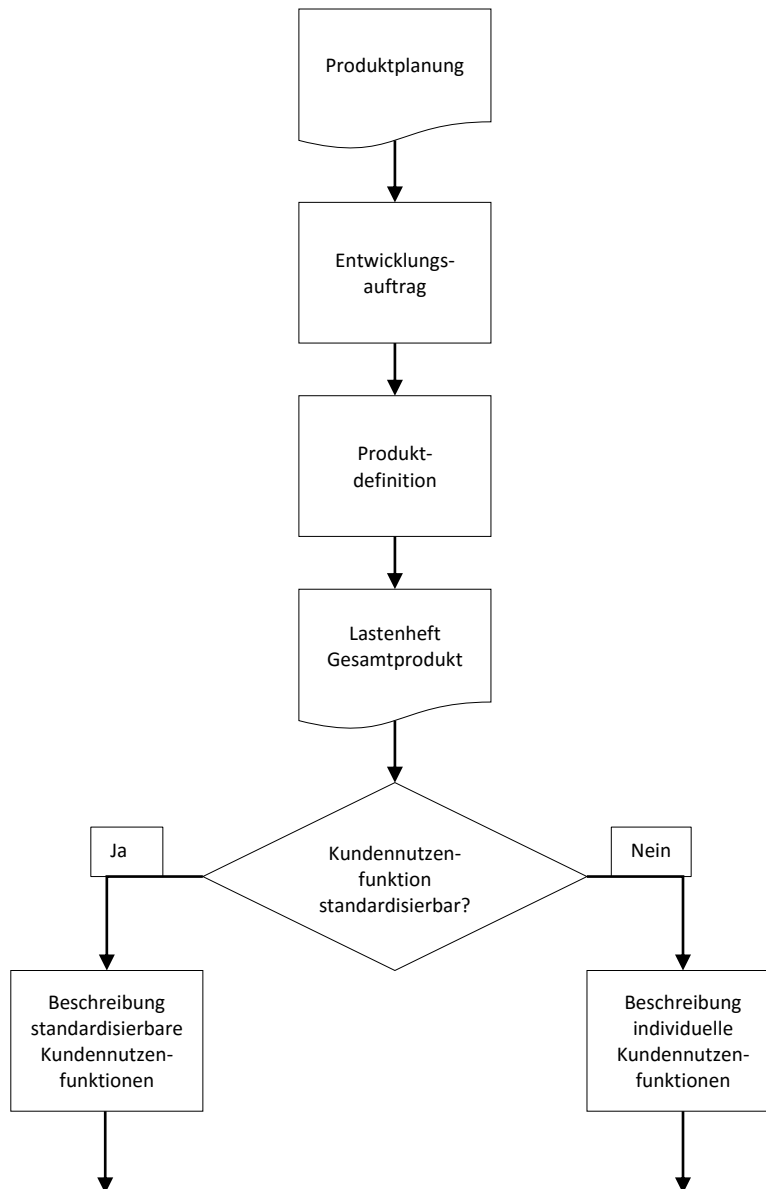 Produktplanung
Entwicklungs-
auftrag
Produkt-
definition
Lastenheft
Gesamtprodukt
Ja
Kundennutzen-
funktion
standardisierbar?
Nein
Beschreibung
standardisierbare
Kundennutzen-
funktionen
Beschreibung
individuelle
Kundennutzen-
funktionen